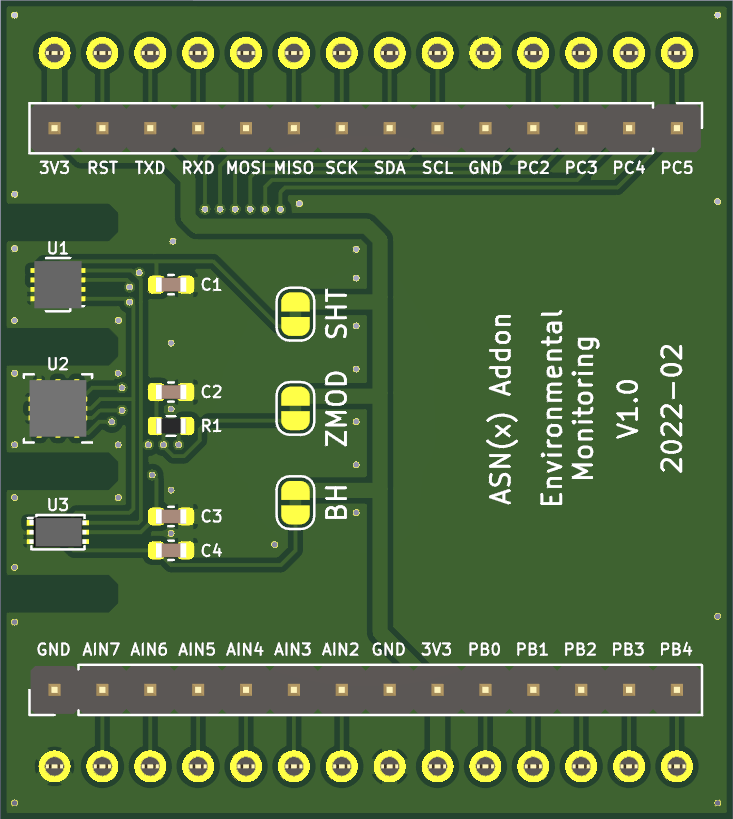 3V3 RST TXD RXD MOSI MISO SCK SDA SCL GND PC2 PC3 PC4 PC5
U1
C1
SHT
U2
C2
R1
ZMOD
U3
C3
C4
BH
ASN(x) Addon
Environmental
Monitoring
V1.0
2022-02
GND AIN7 AIN6 AIN5 AIN4 AIN3 AIN2 GND 3V3 PB0 PB1 PB2 PB3 PB4